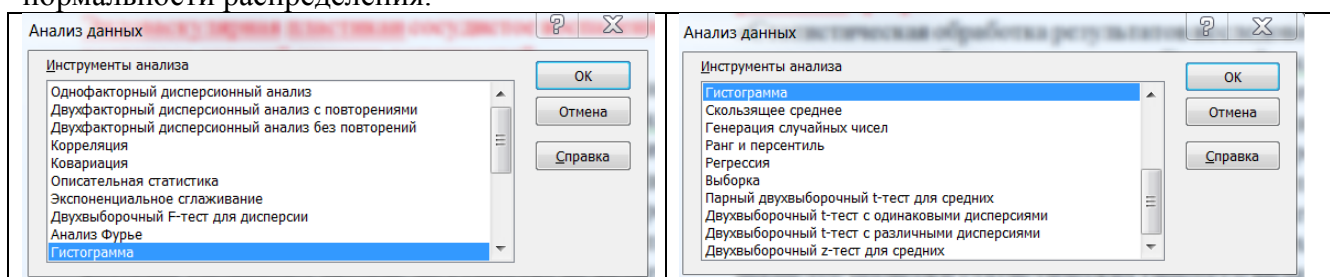 нормальности распределения.
Анализ данных
Инструменты анализа
Однофакторный дисперсионный анализ
Двухфакторный дисперсионный анализ с повторениями
Двухфакторный дисперсионный анализ без повторений
Корреляция
Ковариация
Описательная статистика
Экспоненциальное сглаживание
Двухвыборочный F-тест для дисперсии
Анализ Фурье
Гистограмма
ОК
Отмена
Справка
Анализ данных
Инструменты анализа
Гистограмма
Скользящее среднее
Генерация случайных чисел
Ранг и персентиль
Регрессия
Выборка
Парный двухвыборочный t-тест для средних
Двухвыборочный t-тест с одинаковыми дисперсиями
Двухвыборочный t-тест с различными дисперсиями
Двухвыборочный z-тест для средних
ОК
Отмена
Справка